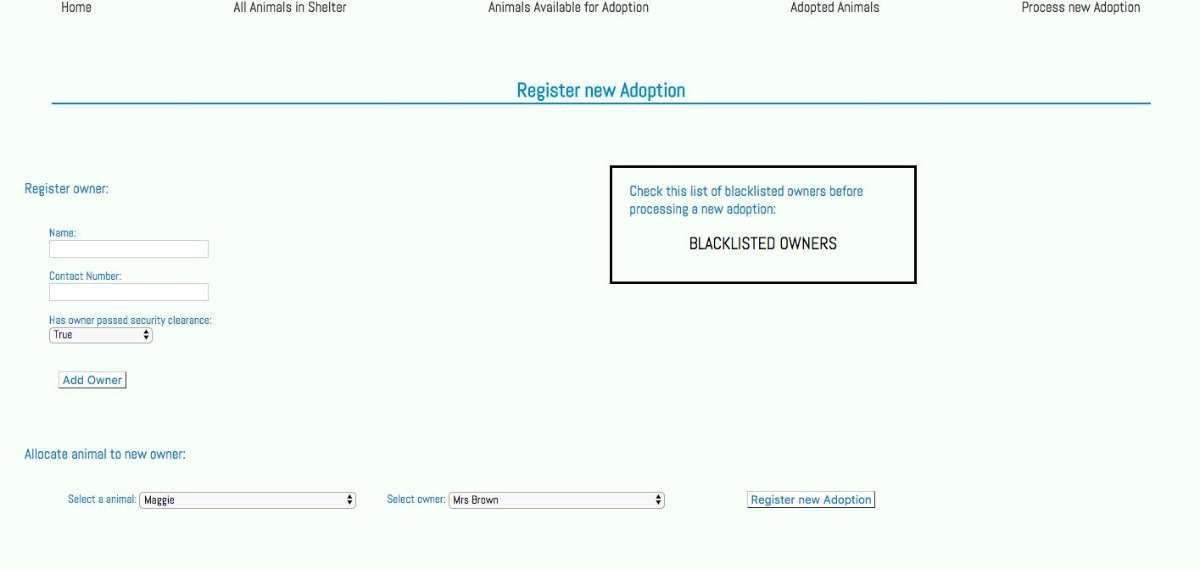 Home All Animals in Shelter Animals Available for Adoption Adopted Animals Process new Adoption
Register new Adoption
Register owner:
Name:
Contact Number:
Has owner passed security clearance:
True
Add Owner
Check this list of blacklisted owners before
processing a new adoption:
BLACKLISTED OWNERS
Allocate animal to new owner:
Select a animal: Maggie Select owner: Mrs Brown Register new Adoption